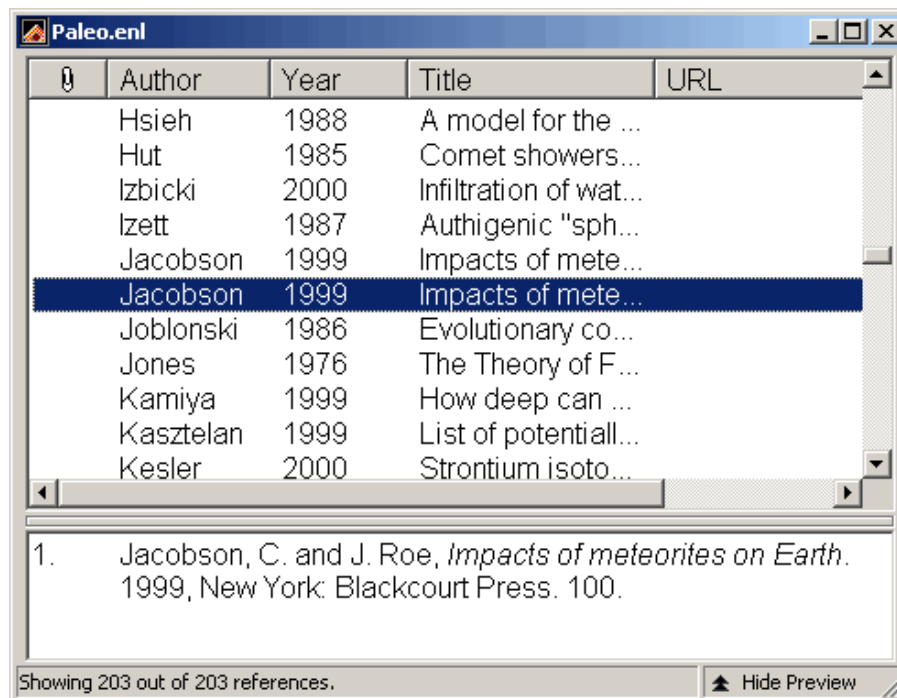 Paleo.enl
Author Year Title URL
Hsieh 1988 A model for the ...
Hut 1985 Comet showers...
Izbicki 2000 Infiltration of wat...
Izett 1987 Authigenic "sph...
Jacobson 1999 Impacts of mete...
Jacobson 1999 Impacts of mete...
Joblonski 1986 Evolutionary co...
Jones 1976 The Theory of F...
Kamiya 1999 How deep can ...
Kasztelan 1999 List of potentiall...
Kesler 2000 Strontium isoto...
1. Jacobson, C. and J. Roe, Impacts of meteorites on Earth.
1999, New York: Blackcourt Press. 100.
Showing 203 out of 203 references. Hide Preview